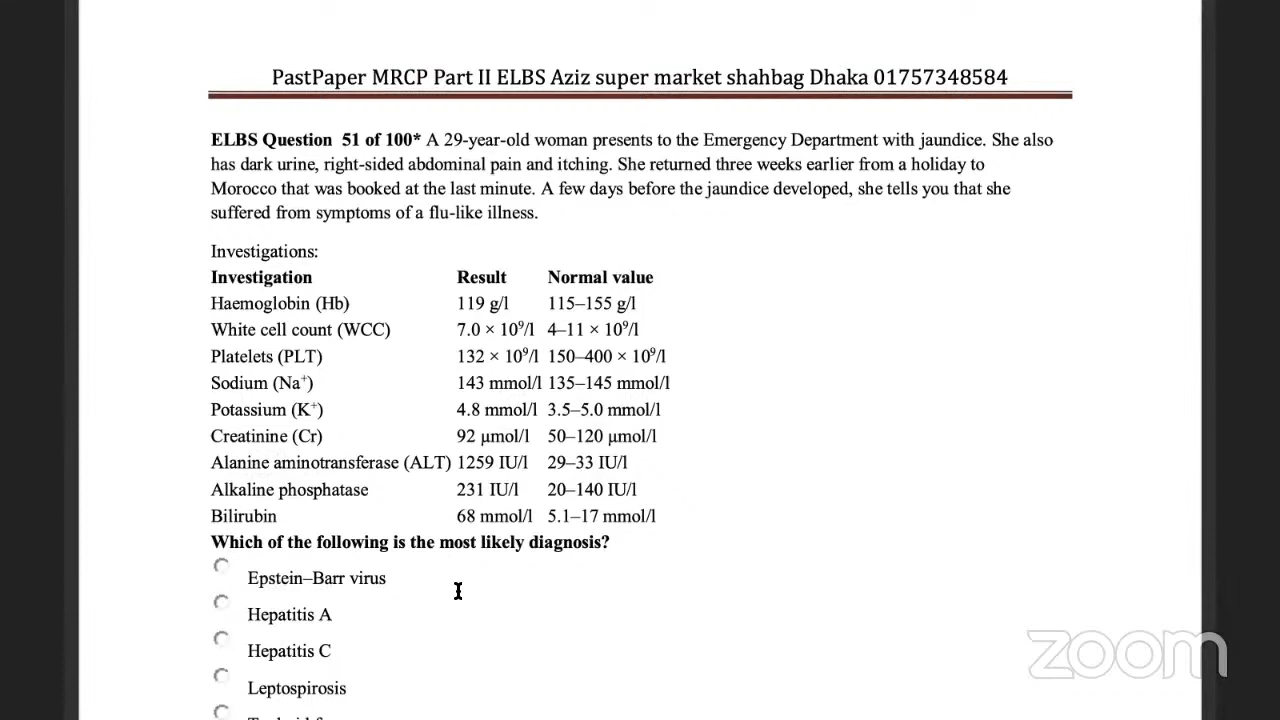 PastPaper MRCP Part II ELBS Aziz super market shahbag Dhaka 01757348584
ELBS Question 51 of 100* A 29-year-old woman presents to the Emergency Department with jaundice. She also
has dark urine, right-sided abdominal pain and itching. She returned three weeks earlier from a holiday to
Morocco that was booked at the last minute. A few days before the jaundice developed, she tells you that she
suffered from symptoms of a flu-like illness.
Investigations:
Investigation Result Normal value
Haemoglobin (Hb) 119 g/l 115–155 g/l
White cell count (WCC) 7.0 × 10⁹/l 4–11 × 10⁹/l
Platelets (PLT) 132 × 10⁹/l 150–400 × 10⁹/l
Sodium (Na⁺) 143 mmol/l 135–145 mmol/l
Potassium (K⁺) 4.8 mmol/l 3.5–5.0 mmol/l
Creatinine (Cr) 92 µmol/l 50–120 µmol/l
Alanine aminotransferase (ALT) 1259 IU/l 29–33 IU/l
Alkaline phosphatase 231 IU/l 20–140 IU/l
Bilirubin 68 mmol/l 5.1–17 mmol/l
Which of the following is the most likely diagnosis?
Epstein–Barr virus
Hepatitis A
Hepatitis C
Leptospirosis
zoom